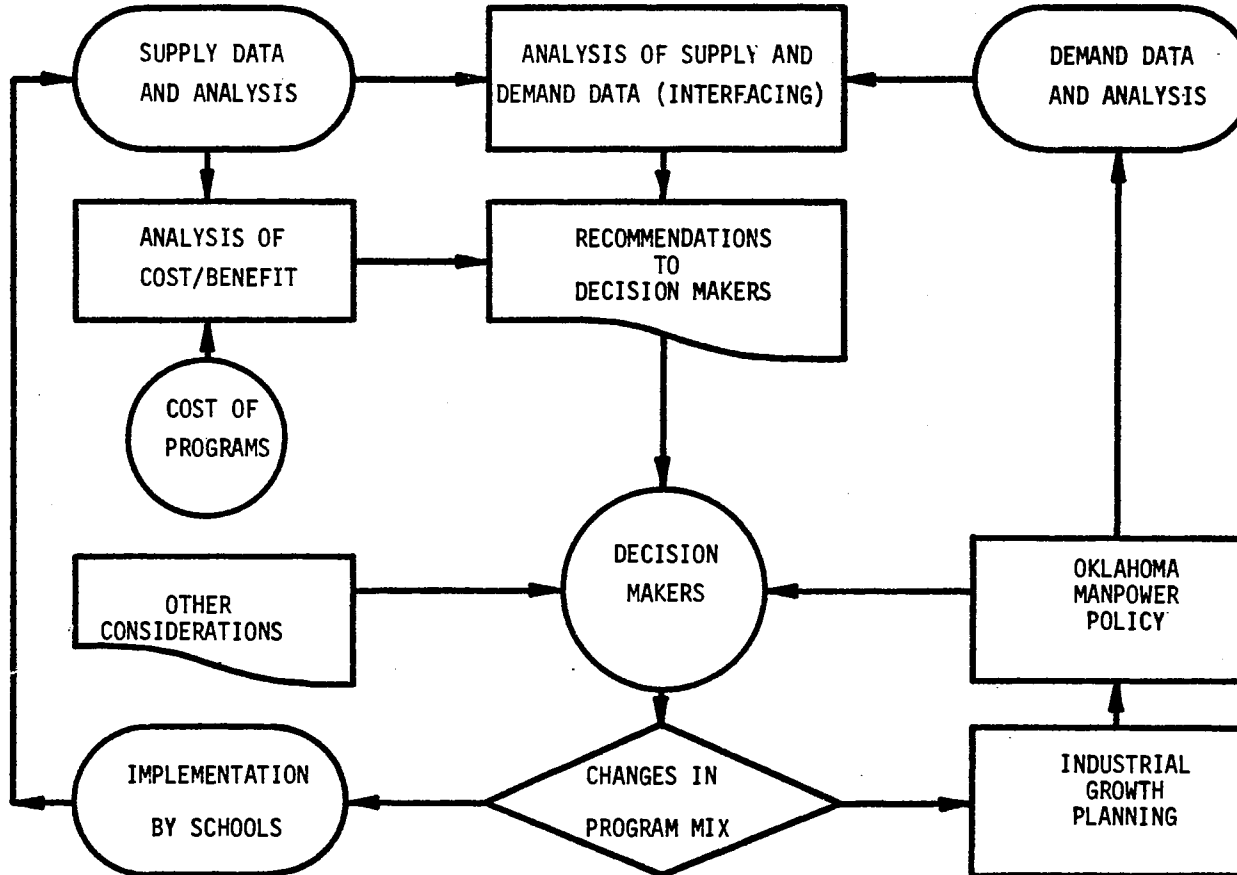 SUPPLY DATA
AND ANALYSIS
ANALYSIS OF SUPPLY AND
DEMAND DATA (INTERFACING)
DEMAND DATA
AND ANALYSIS
ANALYSIS OF
COST/BENEFIT
RECOMMENDATIONS
TO
DECISION MAKERS
COST OF
PROGRAMS
DECISION
MAKERS
OTHER
CONSIDERATIONS
OKLAHOMA
MANPOWER
POLICY
IMPLEMENTATION
BY SCHOOLS
CHANGES IN
PROGRAM MIX
INDUSTRIAL
GROWTH
PLANNING